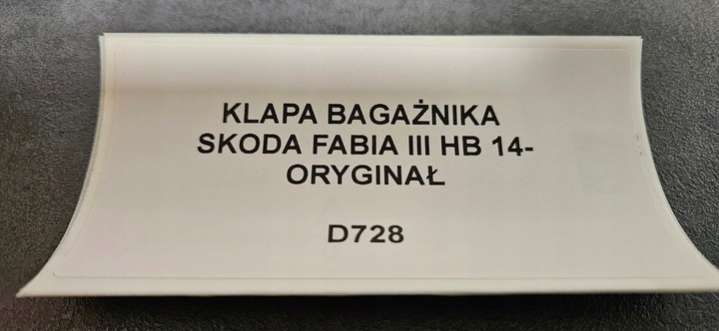 KLAPA BAGAŻNIKA
SKODA FABIA III HB 14-
ORYGINAŁ
D728